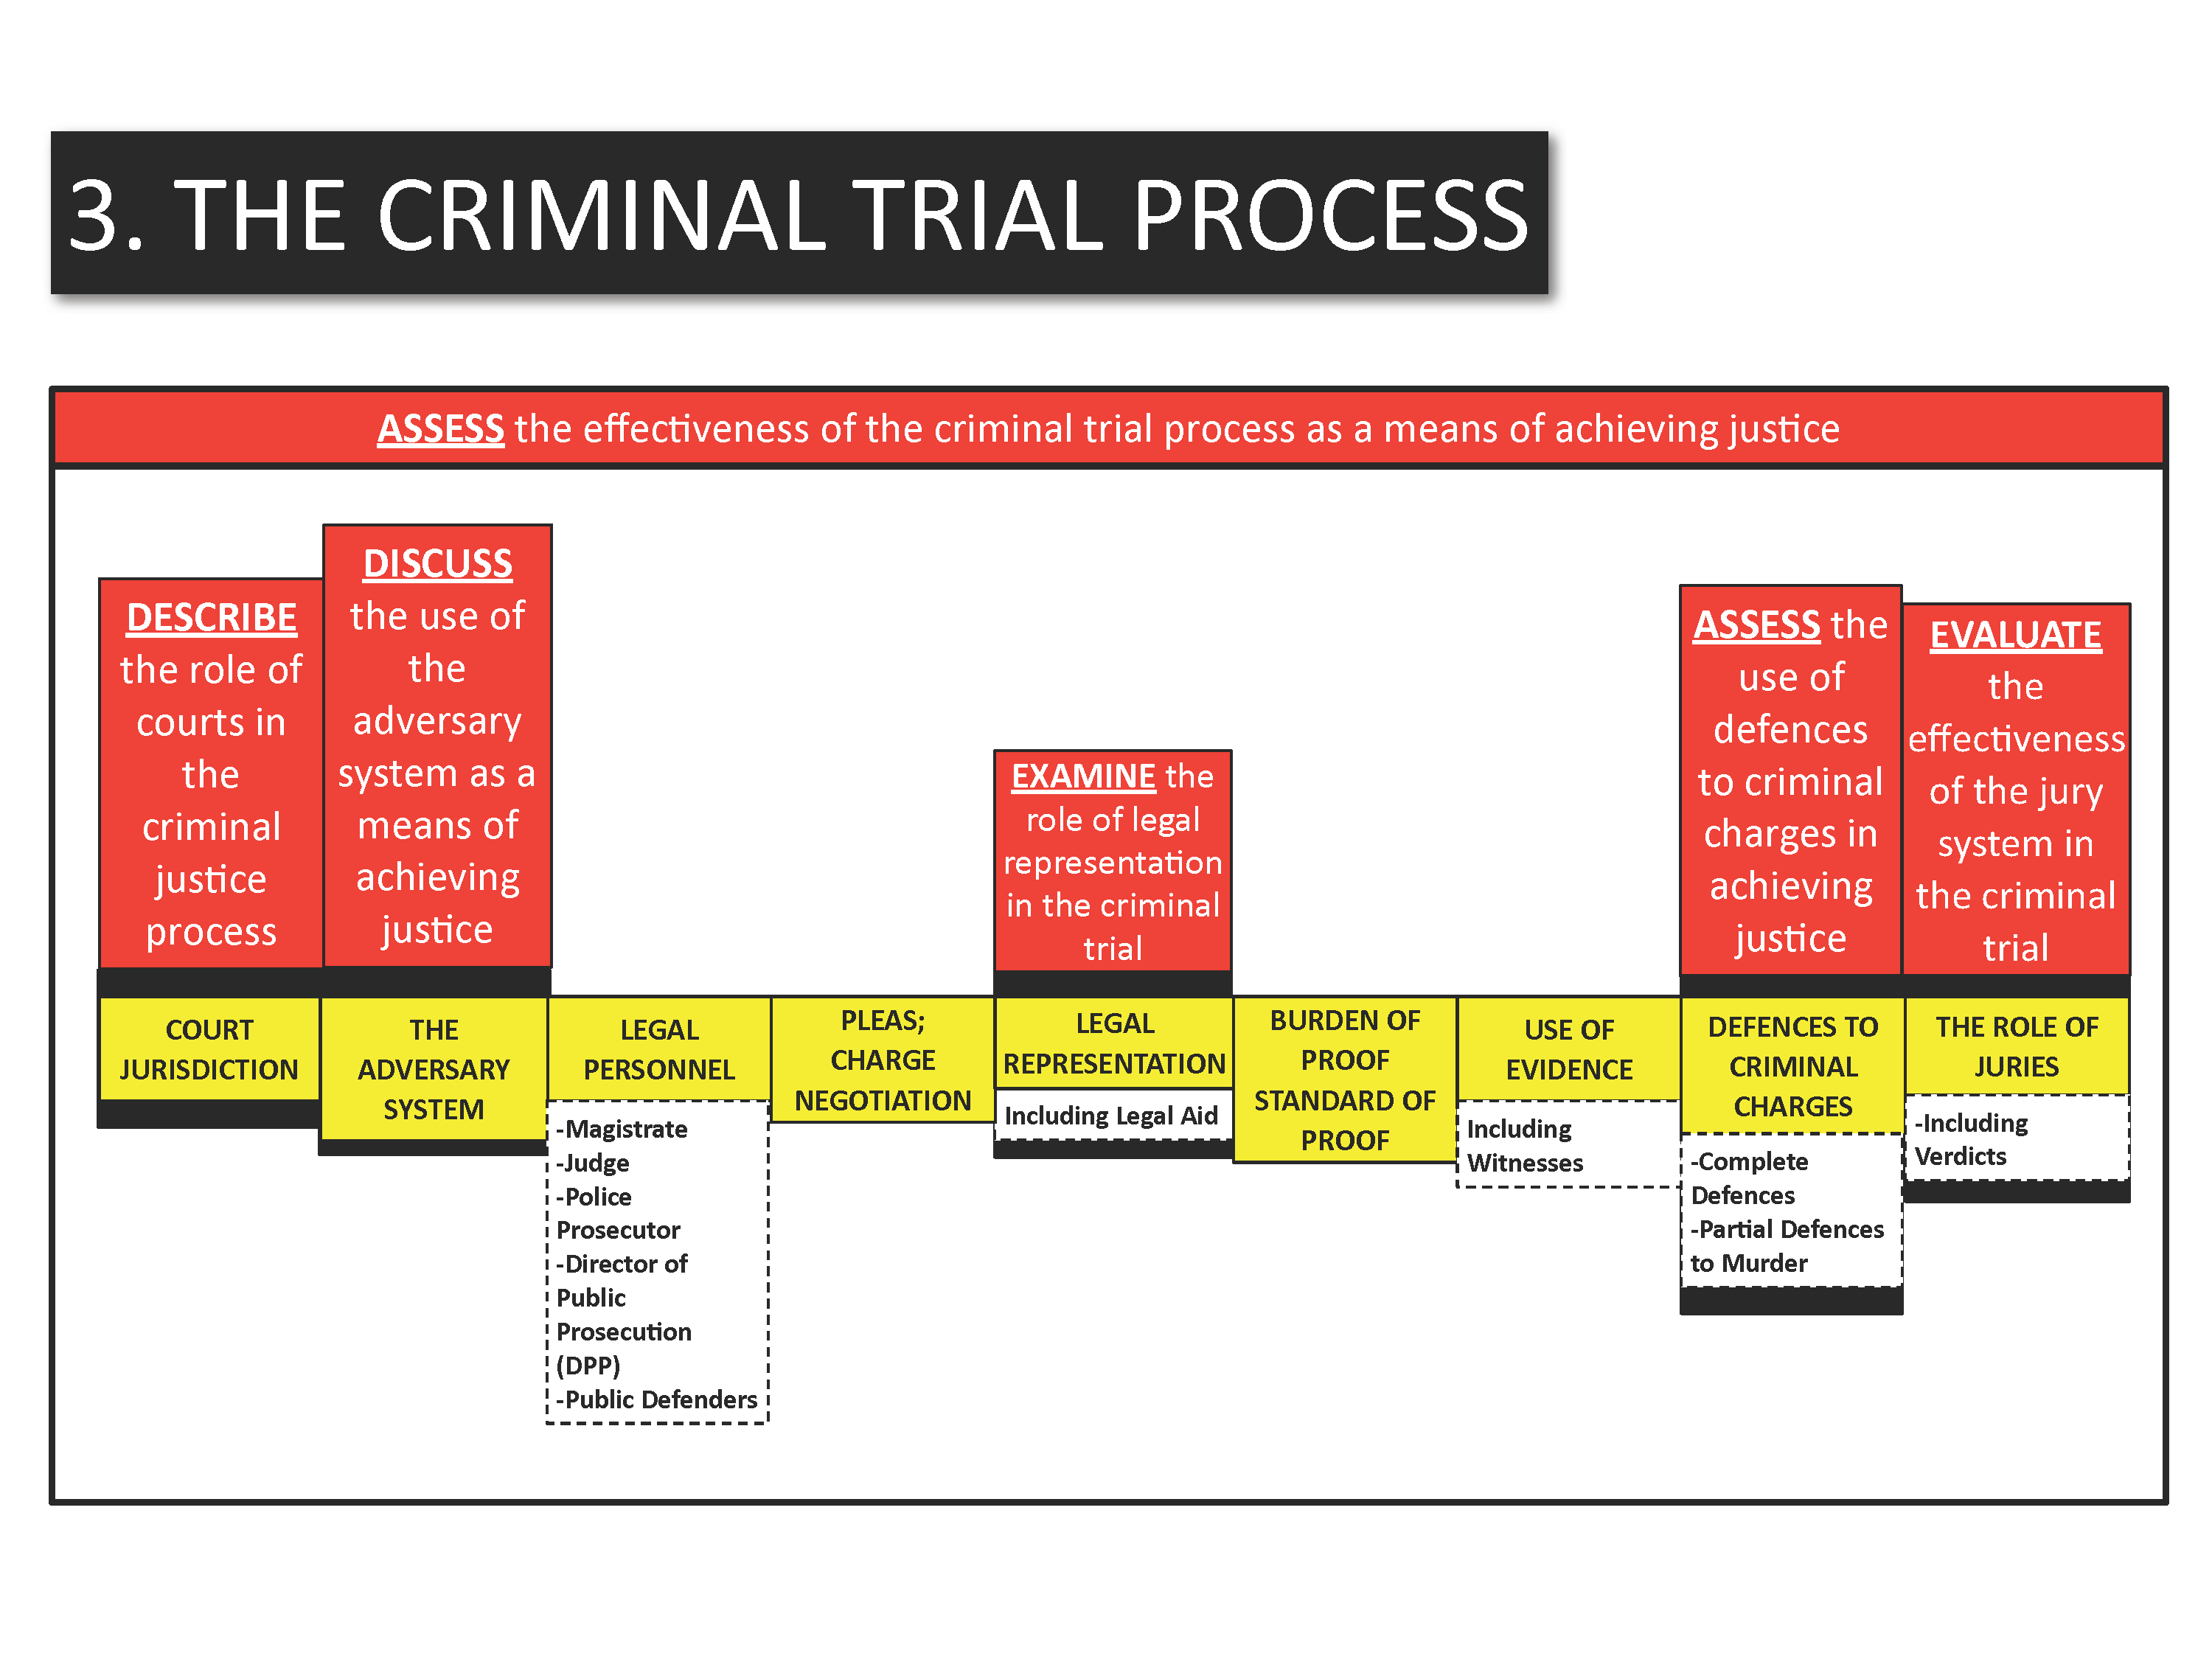 3. THE CRIMINAL TRIAL PROCESS
ASSESS the effectiveness of the criminal trial process as a means of achieving justice
DESCRIBE
the role of
courts in
the
criminal
justice
process
DISCUSS
the use of
the
adversary
system as a
means of
achieving
justice
EXAMINE the
role of legal
representation
in the criminal
trial
ASSESS the
use of
defences
to criminal
charges in
achieving
justice
EVALUATE
the
effectiveness
of the jury
system in
the criminal
trial
COURT
JURISDICTION
THE
ADVERSARY
SYSTEM
LEGAL
PERSONNEL
-Magistrate
-Judge
-Police
Prosecutor
-Director of
Public
Prosecution
(DPP)
-Public Defenders
PLEAS;
CHARGE
NEGOTIATION
LEGAL
REPRESENTATION
Including Legal Aid
BURDEN OF
PROOF
STANDARD OF
PROOF
USE OF
EVIDENCE
Including
Witnesses
DEFENCES TO
CRIMINAL
CHARGES
-Complete
Defences
-Partial Defences
to Murder
THE ROLE OF
JURIES
-Including
Verdicts